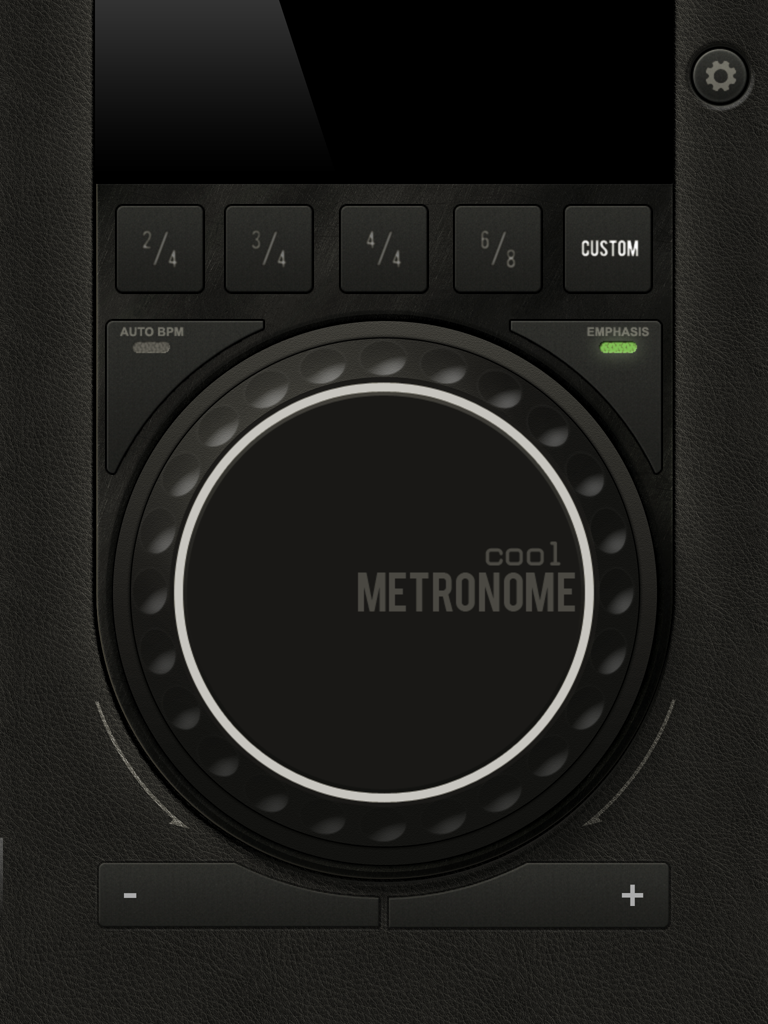 2/4 3/4 4/4 6/8 CUSTOM
AUTO BPM EMPHASIS
cool
METRONOME
- +